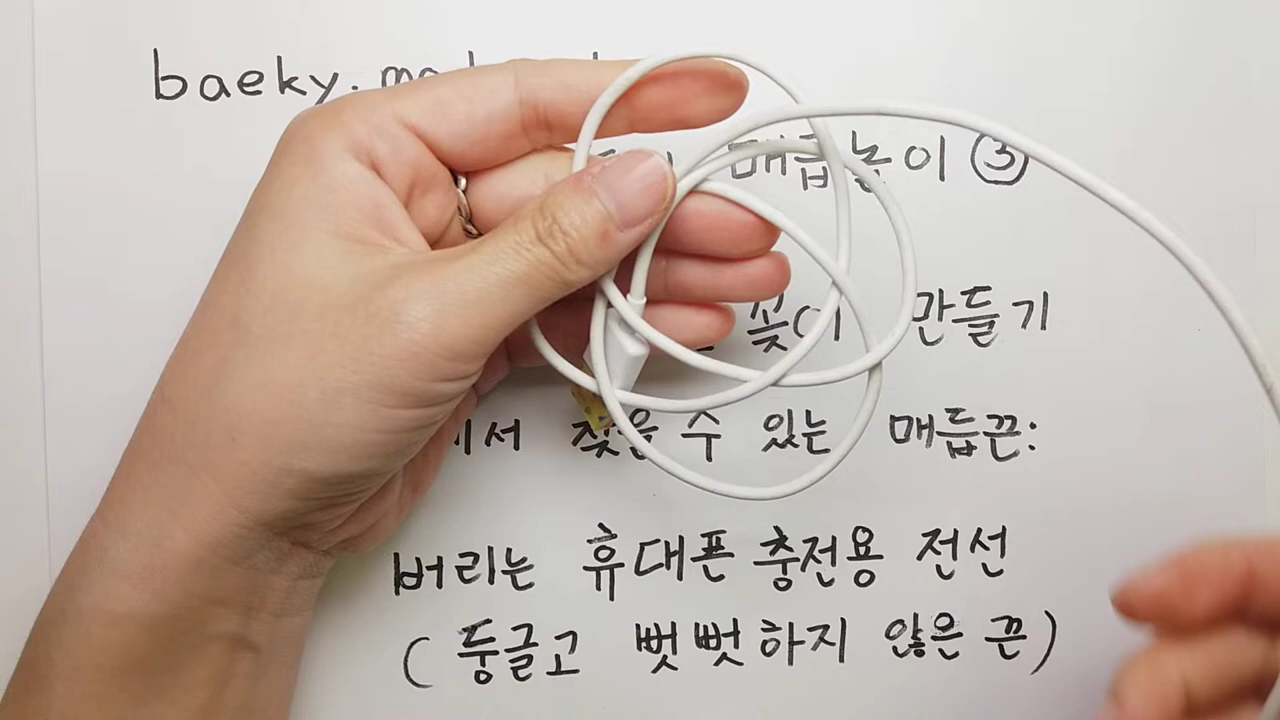 baeky.
매듭놀이 ③
꽂이 만들기
찾을 수 있는 매듭끈:
버리는 휴대폰 충전용 전선
(둥글고 뻣뻣하지 않은 끈)